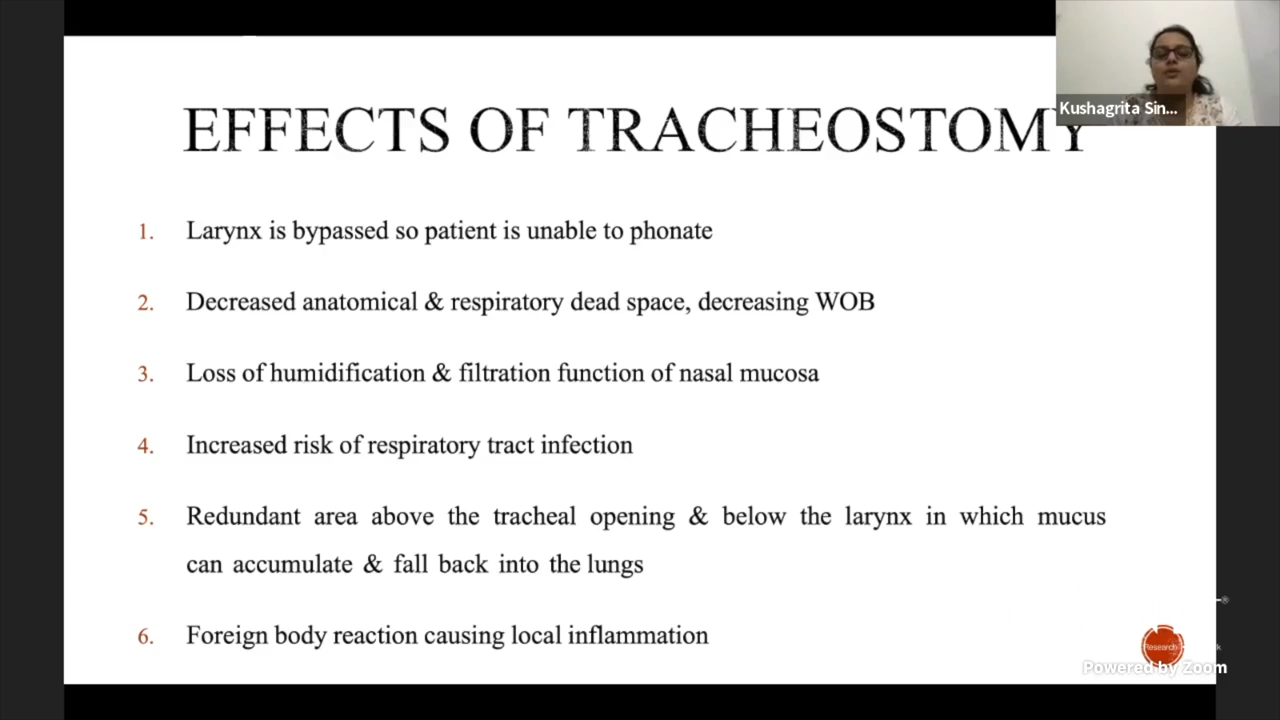 Kushagrita Sin...
EFFECTS OF TRACHEOSTOMY
1. Larynx is bypassed so patient is unable to phonate
2. Decreased anatomical & respiratory dead space, decreasing WOB
3. Loss of humidification & filtration function of nasal mucosa
4. Increased risk of respiratory tract infection
5. Redundant area above the tracheal opening & below the larynx in which mucus
can accumulate & fall back into the lungs
6. Foreign body reaction causing local inflammation
Research
Powered by Zoom